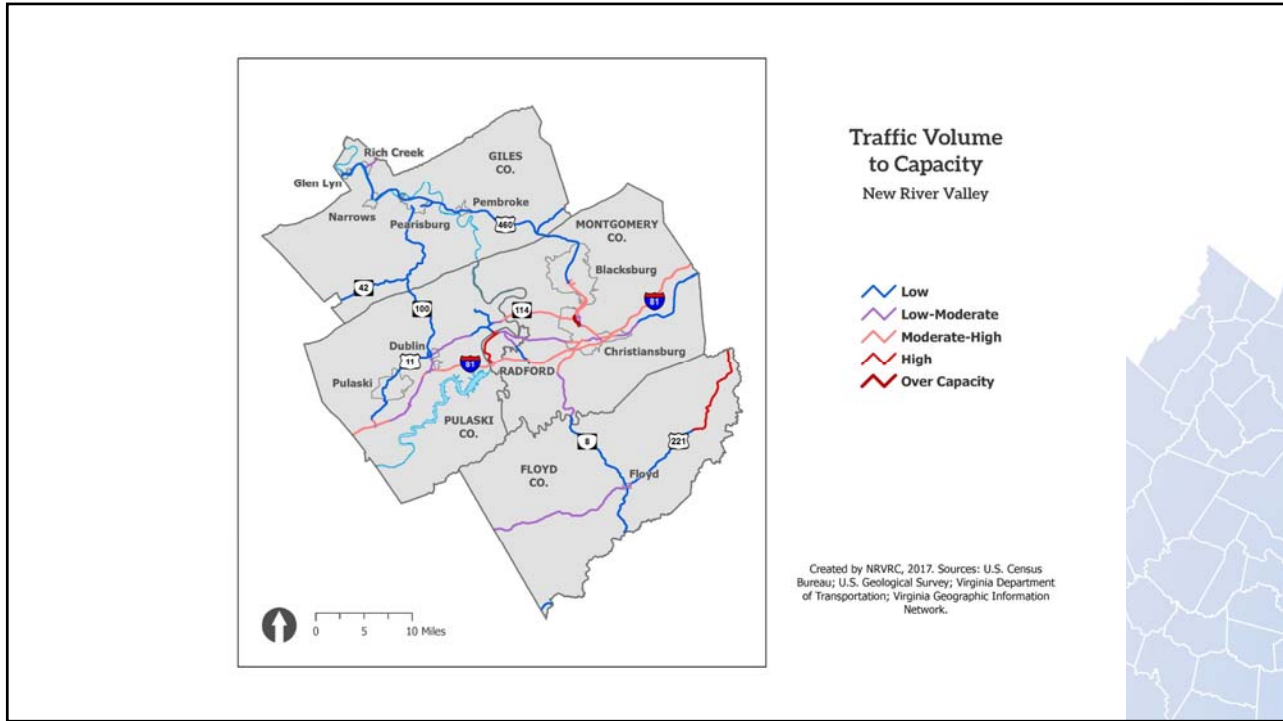 Traffic Volume
to Capacity
New River Valley
Low
Low-Moderate
Moderate-High
High
Over Capacity
Rich Creek
GILES
CO.
Glen Lyn
Narrows
Pearisburg
Pembroke
460
MONTGOMERY
CO.
Blacksburg
42
100
114
81
Dublin
11
81
Christiansburg
RADFORD
Pulaski
PULASKI
CO.
8
221
FLOYD
CO.
Floyd
0 5 10 Miles
Created by NRVRC, 2017. Sources: U.S. Census
Bureau; U.S. Geological Survey; Virginia Department
of Transportation; Virginia Geographic Information
Network.